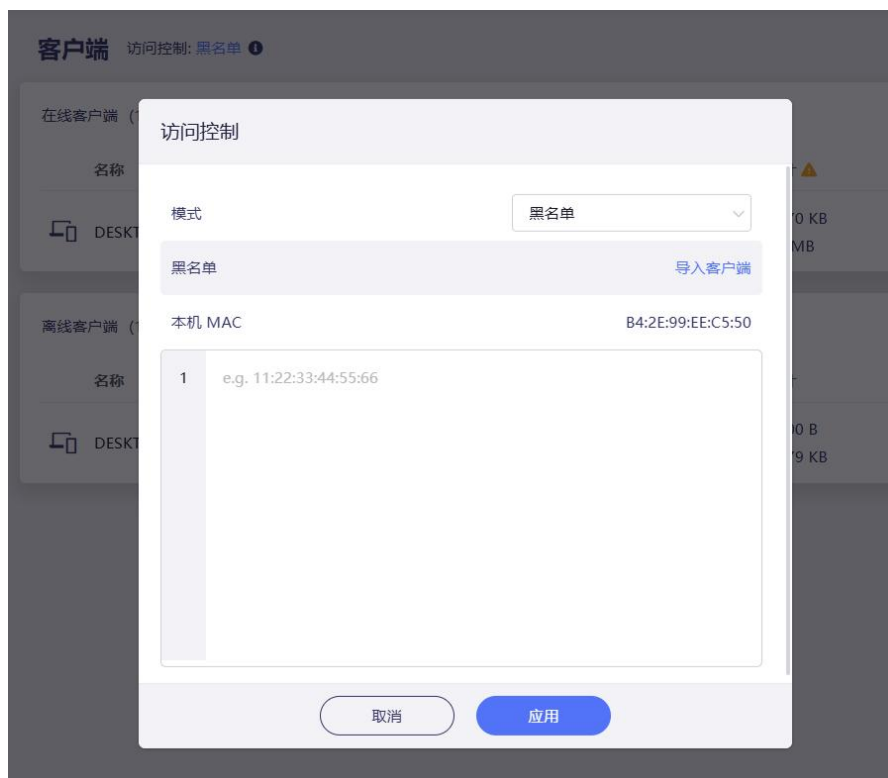 客户端 访问控制: 黑名单
在线客户端
访问控制
名称
模式 黑名单
DESKT 70 KB
MB
黑名单 导入客户端
离线客户端
本机 MAC B4:2E:99:EE:C5:50
名称
1 e.g. 11:22:33:44:55:66
DESKT 00 B
79 KB
取消 应用